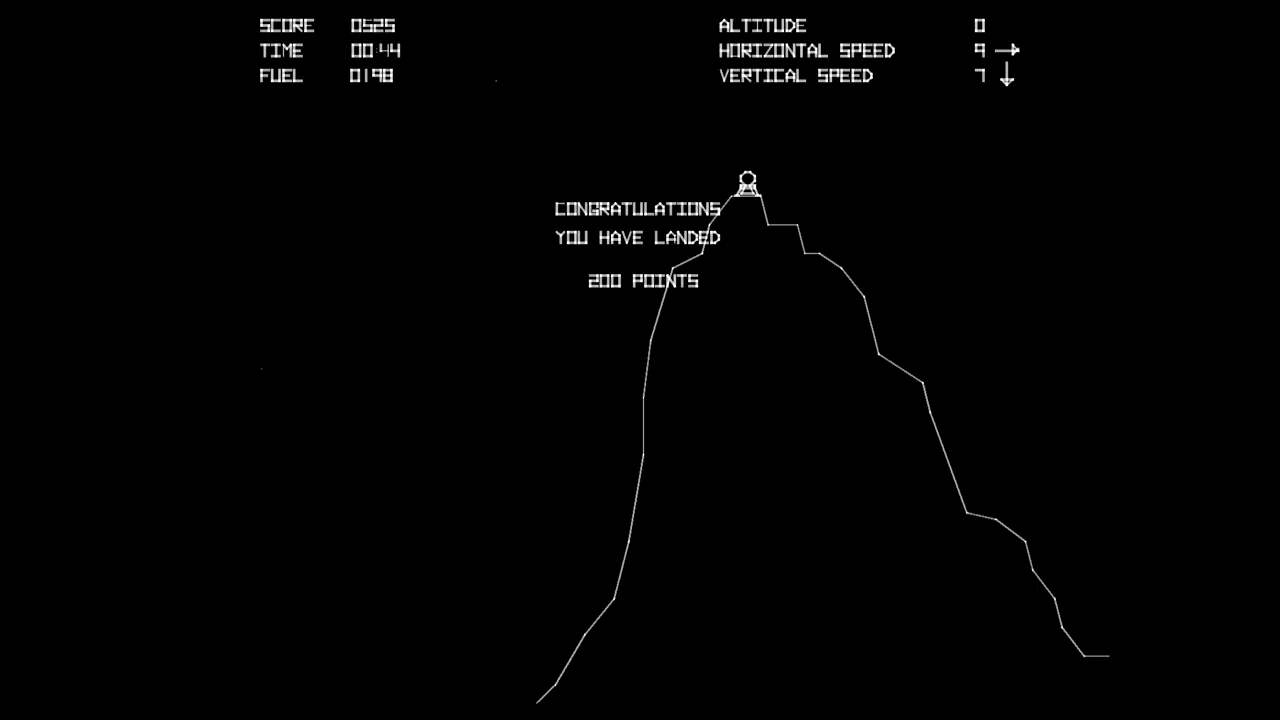 SCORE 0525
TIME 00:44
FUEL 0198
ALTITUDE 0
HORIZONTAL SPEED 9 →
VERTICAL SPEED 7 ↓
CONGRATULATIONS
YOU HAVE LANDED
200 POINTS